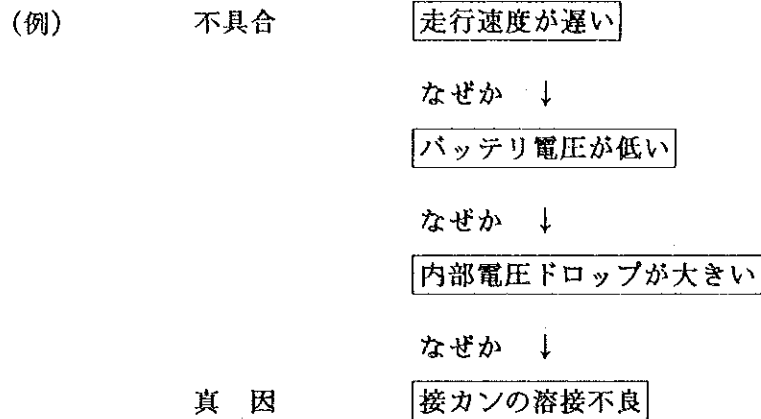 (例) 不具合 走行速度が遅い
なぜか ↓
バッテリ電圧が低い
なぜか ↓
内部電圧ドロップが大きい
なぜか ↓
真 因 接カンの溶接不良